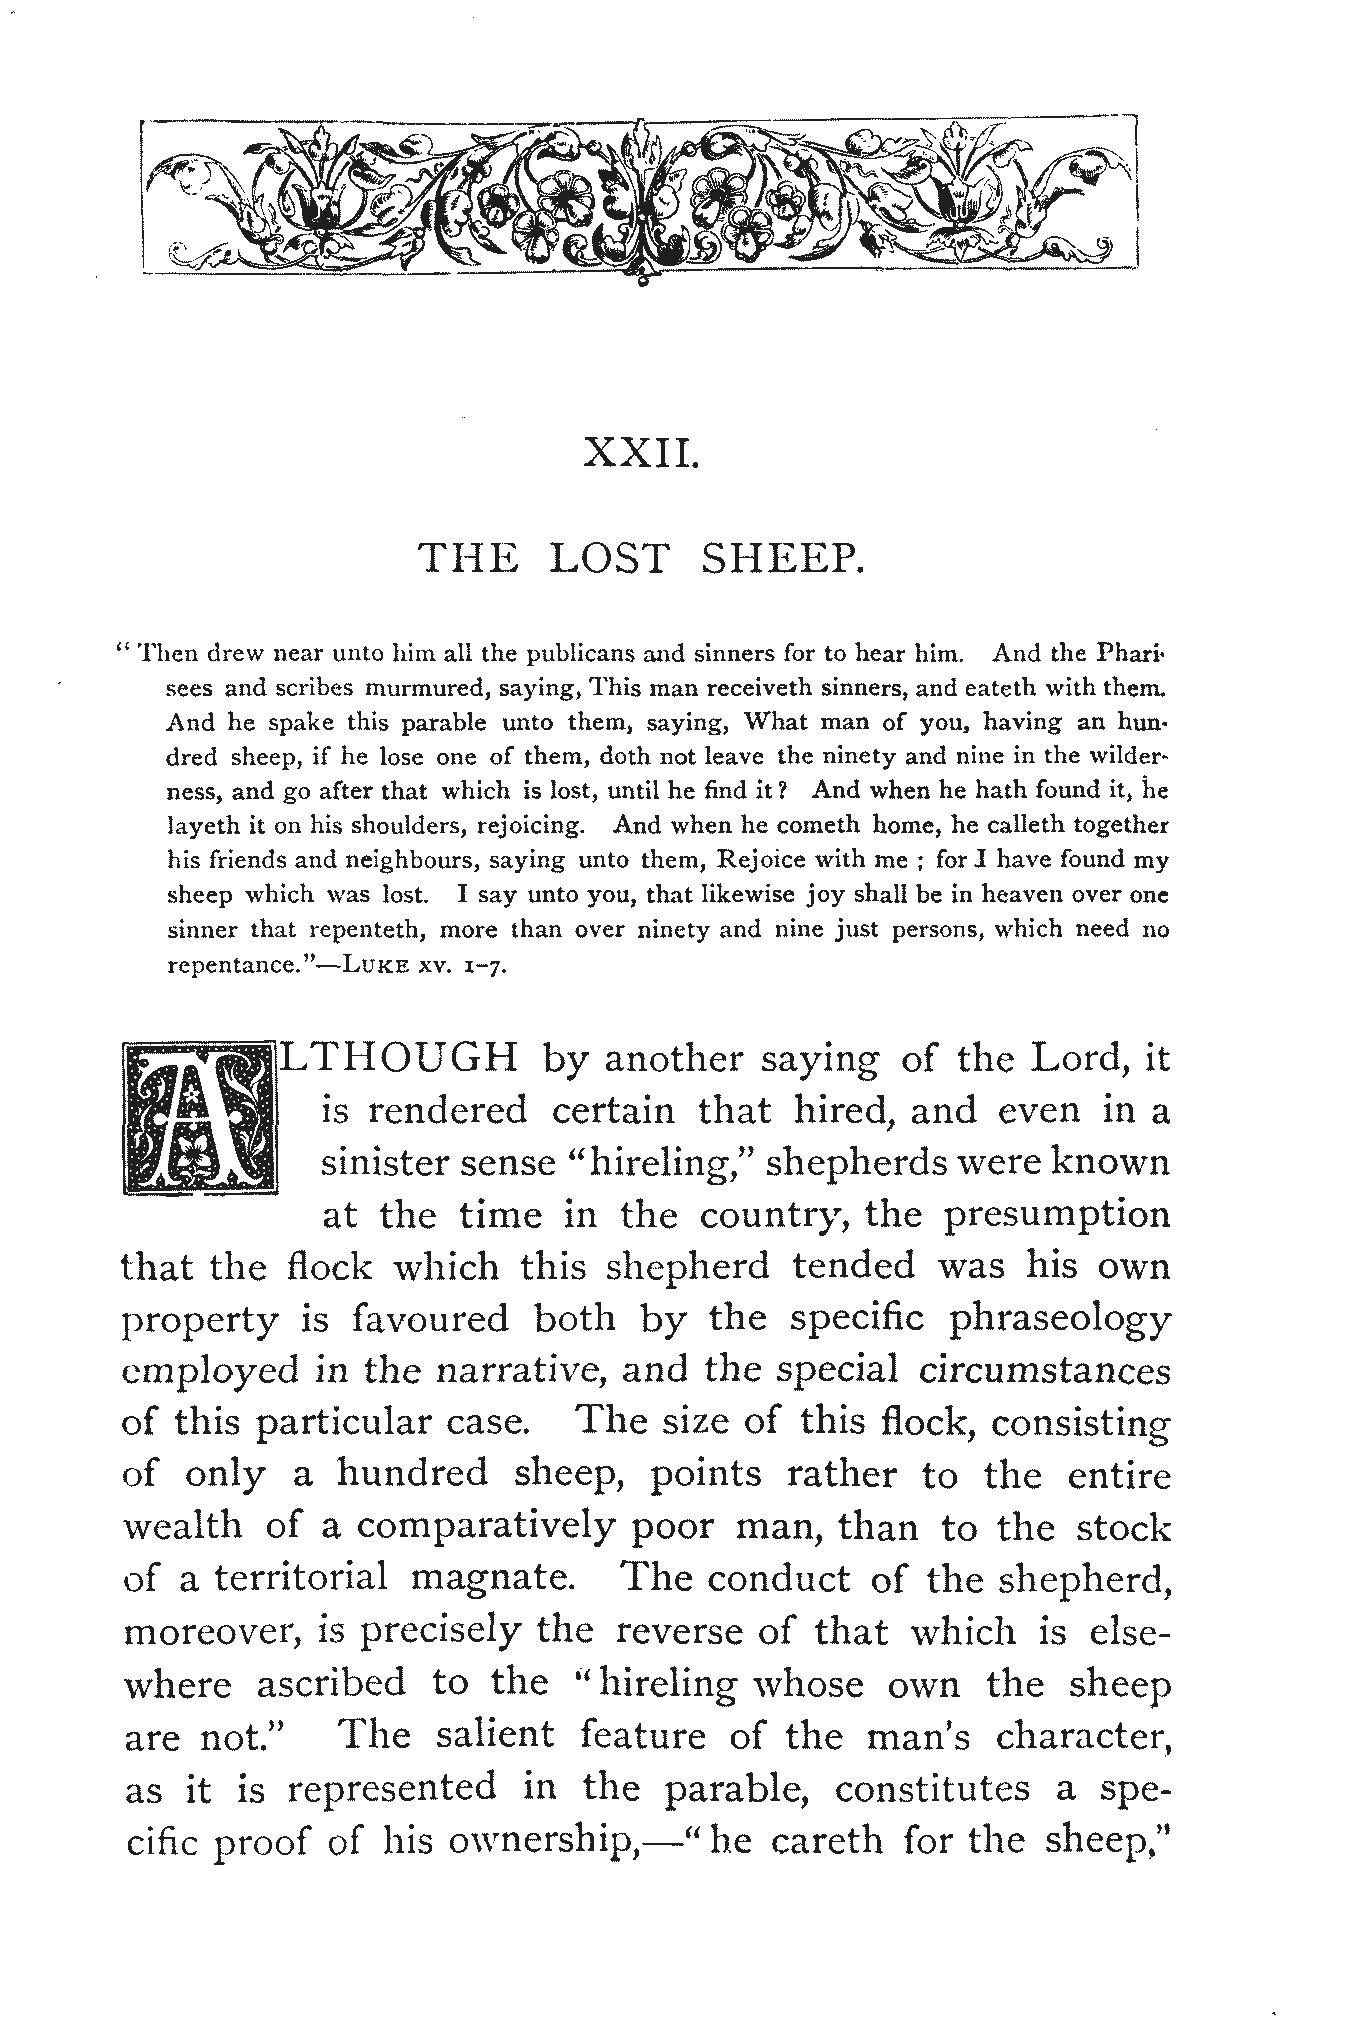 XXII.
THE LOST SHEEP.
“Then drew near unto him all the publicans and sinners for to hear him. And the Phari-
sees and scribes murmured, saying, This man receiveth sinners, and eateth with them.
And he spake this parable unto them, saying, What man of you, having an hun-
dred sheep, if he lose one of them, doth not leave the ninety and nine in the wilder-
ness, and go after that which is lost, until he find it? And when he hath found it, he
layeth it on his shoulders, rejoicing. And when he cometh home, he calleth together
his friends and neighbours, saying unto them, Rejoice with me; for I have found my
sheep which was lost. I say unto you, that likewise joy shall be in heaven over one
sinner that repenteth, more than over ninety and nine just persons, which need no
repentance.”—LUKE xv. 1–7.
ALTHOUGH by another saying of the Lord, it
is rendered certain that hired, and even in a
sinister sense “hireling,” shepherds were known
at the time in the country, the presumption
that the flock which this shepherd tended was his own
property is favoured both by the specific phraseology
employed in the narrative, and the special circumstances
of this particular case. The size of this flock, consisting
of only a hundred sheep, points rather to the entire
wealth of a comparatively poor man, than to the stock
of a territorial magnate. The conduct of the shepherd,
moreover, is precisely the reverse of that which is else-
where ascribed to the “hireling whose own the sheep
are not.” The salient feature of the man's character,
as it is represented in the parable, constitutes a spe-
cific proof of his ownership,—“he careth for the sheep,”